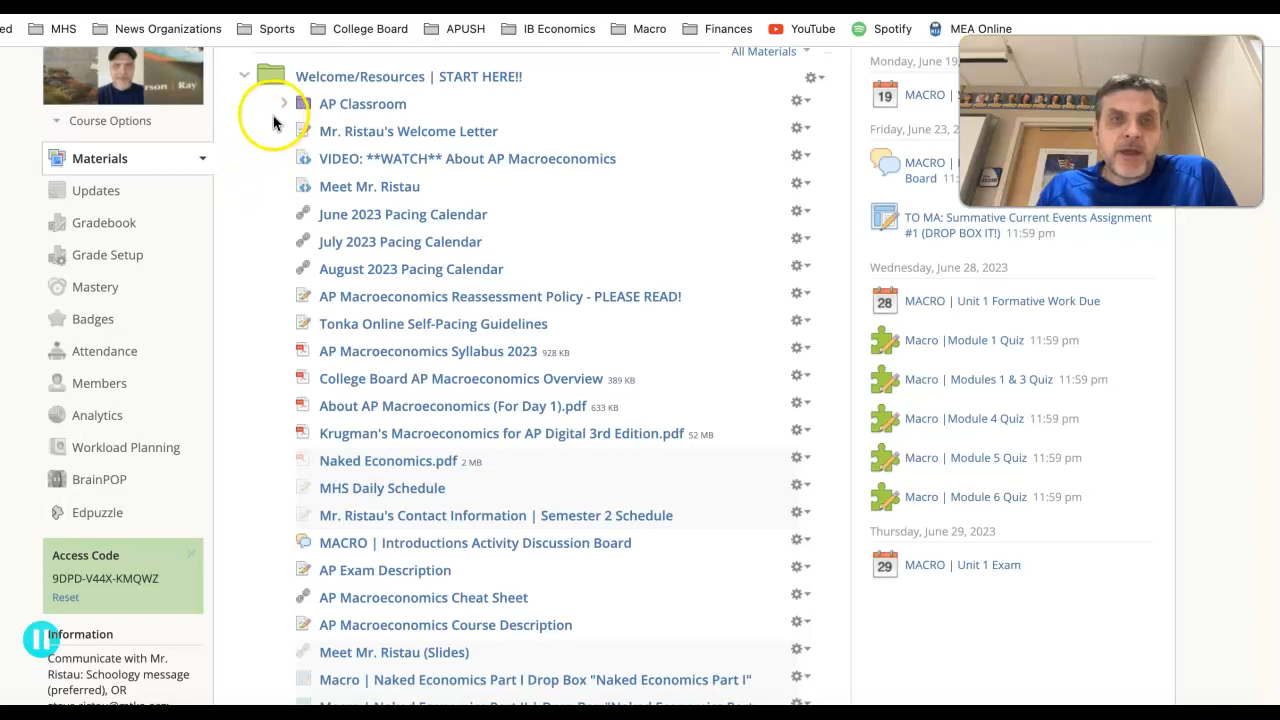 ed MHS News Organizations Sports College Board APUSH IB Economics Macro Finances YouTube Spotify MEA Online
rson | Ray
Course Options
Materials
Updates
Gradebook
Grade Setup
Mastery
Badges
Attendance
Members
Analytics
Workload Planning
BrainPOP
Edpuzzle
Access Code
9DPD-V44X-KMQWZ
Reset
Information
Communicate with Mr.
Ristau: Schoology message
(preferred), OR
All Materials
Welcome/Resources | START HERE!!
AP Classroom
Mr. Ristau's Welcome Letter
VIDEO: **WATCH** About AP Macroeconomics
Meet Mr. Ristau
June 2023 Pacing Calendar
July 2023 Pacing Calendar
August 2023 Pacing Calendar
AP Macroeconomics Reassessment Policy - PLEASE READ!
Tonka Online Self-Pacing Guidelines
AP Macroeconomics Syllabus 2023 928 KB
College Board AP Macroeconomics Overview 389 KB
About AP Macroeconomics (For Day 1).pdf 633 KB
Krugman's Macroeconomics for AP Digital 3rd Edition.pdf 52 MB
Naked Economics.pdf 2 MB
MHS Daily Schedule
Mr. Ristau's Contact Information | Semester 2 Schedule
MACRO | Introductions Activity Discussion Board
AP Exam Description
AP Macroeconomics Cheat Sheet
AP Macroeconomics Course Description
Meet Mr. Ristau (Slides)
Macro | Naked Economics Part I Drop Box "Naked Economics Part I"
Monday, June 19,
19 MACRO |
Friday, June 23, 2
MACRO |
Board 11:
TO MA: Summative Current Events Assignment
#1 (DROP BOX IT!) 11:59 pm
Wednesday, June 28, 2023
28 MACRO | Unit 1 Formative Work Due
Macro |Module 1 Quiz 11:59 pm
Macro | Modules 1 & 3 Quiz 11:59 pm
Macro |Module 4 Quiz 11:59 pm
Macro | Module 5 Quiz 11:59 pm
Macro | Module 6 Quiz 11:59 pm
Thursday, June 29, 2023
29 MACRO | Unit 1 Exam